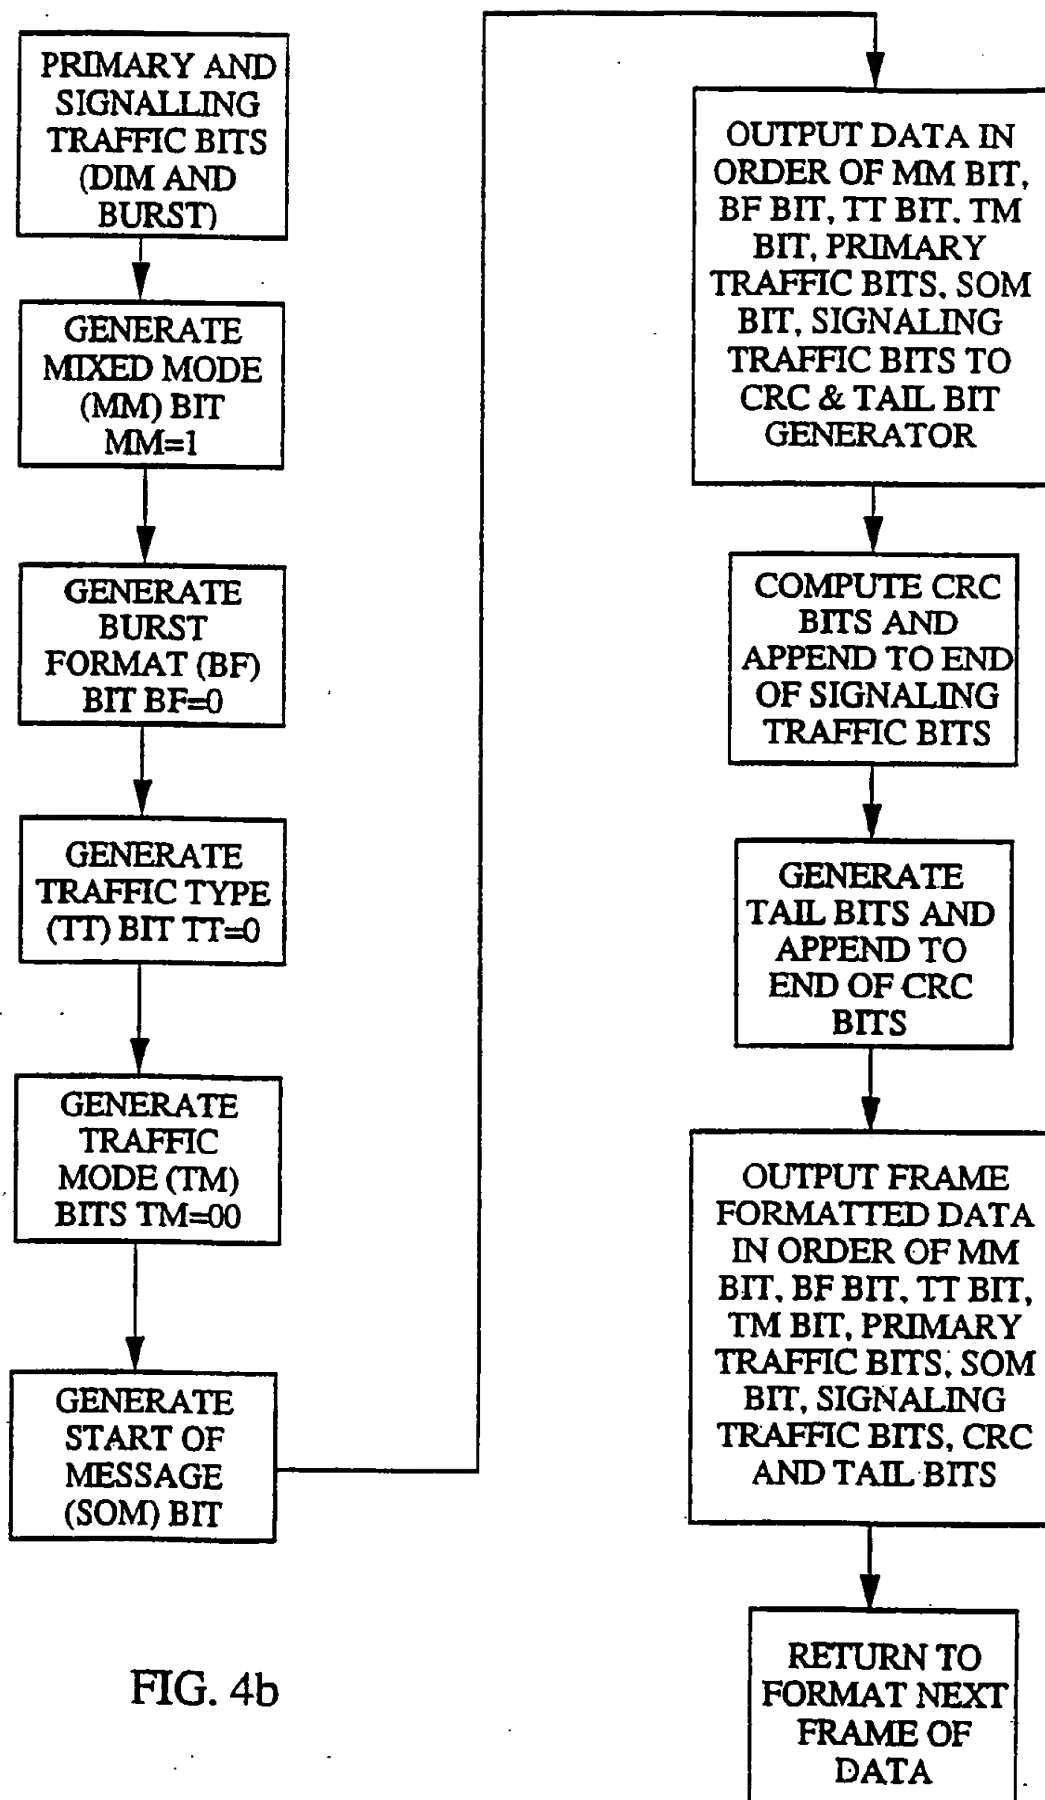 PRIMARY AND
SIGNALLING
TRAFFIC BITS
(DIM AND
BURST)
GENERATE
MIXED MODE
(MM) BIT
MM=1
GENERATE
BURST
FORMAT (BF)
BIT BF=0
GENERATE
TRAFFIC TYPE
(TT) BIT TT=0
GENERATE
TRAFFIC
MODE (TM)
BITS TM=00
GENERATE
START OF
MESSAGE
(SOM) BIT
OUTPUT DATA IN
ORDER OF MM BIT,
BF BIT, TT BIT. TM
BIT, PRIMARY
TRAFFIC BITS, SOM
BIT, SIGNALING
TRAFFIC BITS TO
CRC & TAIL BIT
GENERATOR
COMPUTE CRC
BITS AND
APPEND TO END
OF SIGNALING
TRAFFIC BITS
GENERATE
TAIL BITS AND
APPEND TO
END OF CRC
BITS
OUTPUT FRAME
FORMATTED DATA
IN ORDER OF MM
BIT, BF BIT, TT BIT,
TM BIT, PRIMARY
TRAFFIC BITS, SOM
BIT, SIGNALING
TRAFFIC BITS, CRC
AND TAIL BITS
RETURN TO
FORMAT NEXT
FRAME OF
DATA
FIG. 4b